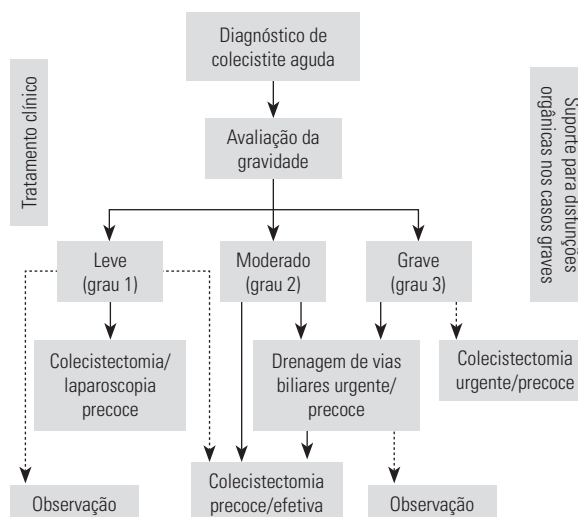 Diagnóstico de
colecistite aguda
Tratamento clínico
Suporte para distunções
orgânicas nos casos graves
Avaliação da
gravidade
Leve
(grau 1)
Moderado
(grau 2)
Grave
(grau 3)
Colecistectomia/
laparoscopia
precoce
Drenagem de vias
biliares urgente/
precoce
Colecistectomia
urgente/precoce
Observação
Colecistectomia
precoce/efetiva
Observação